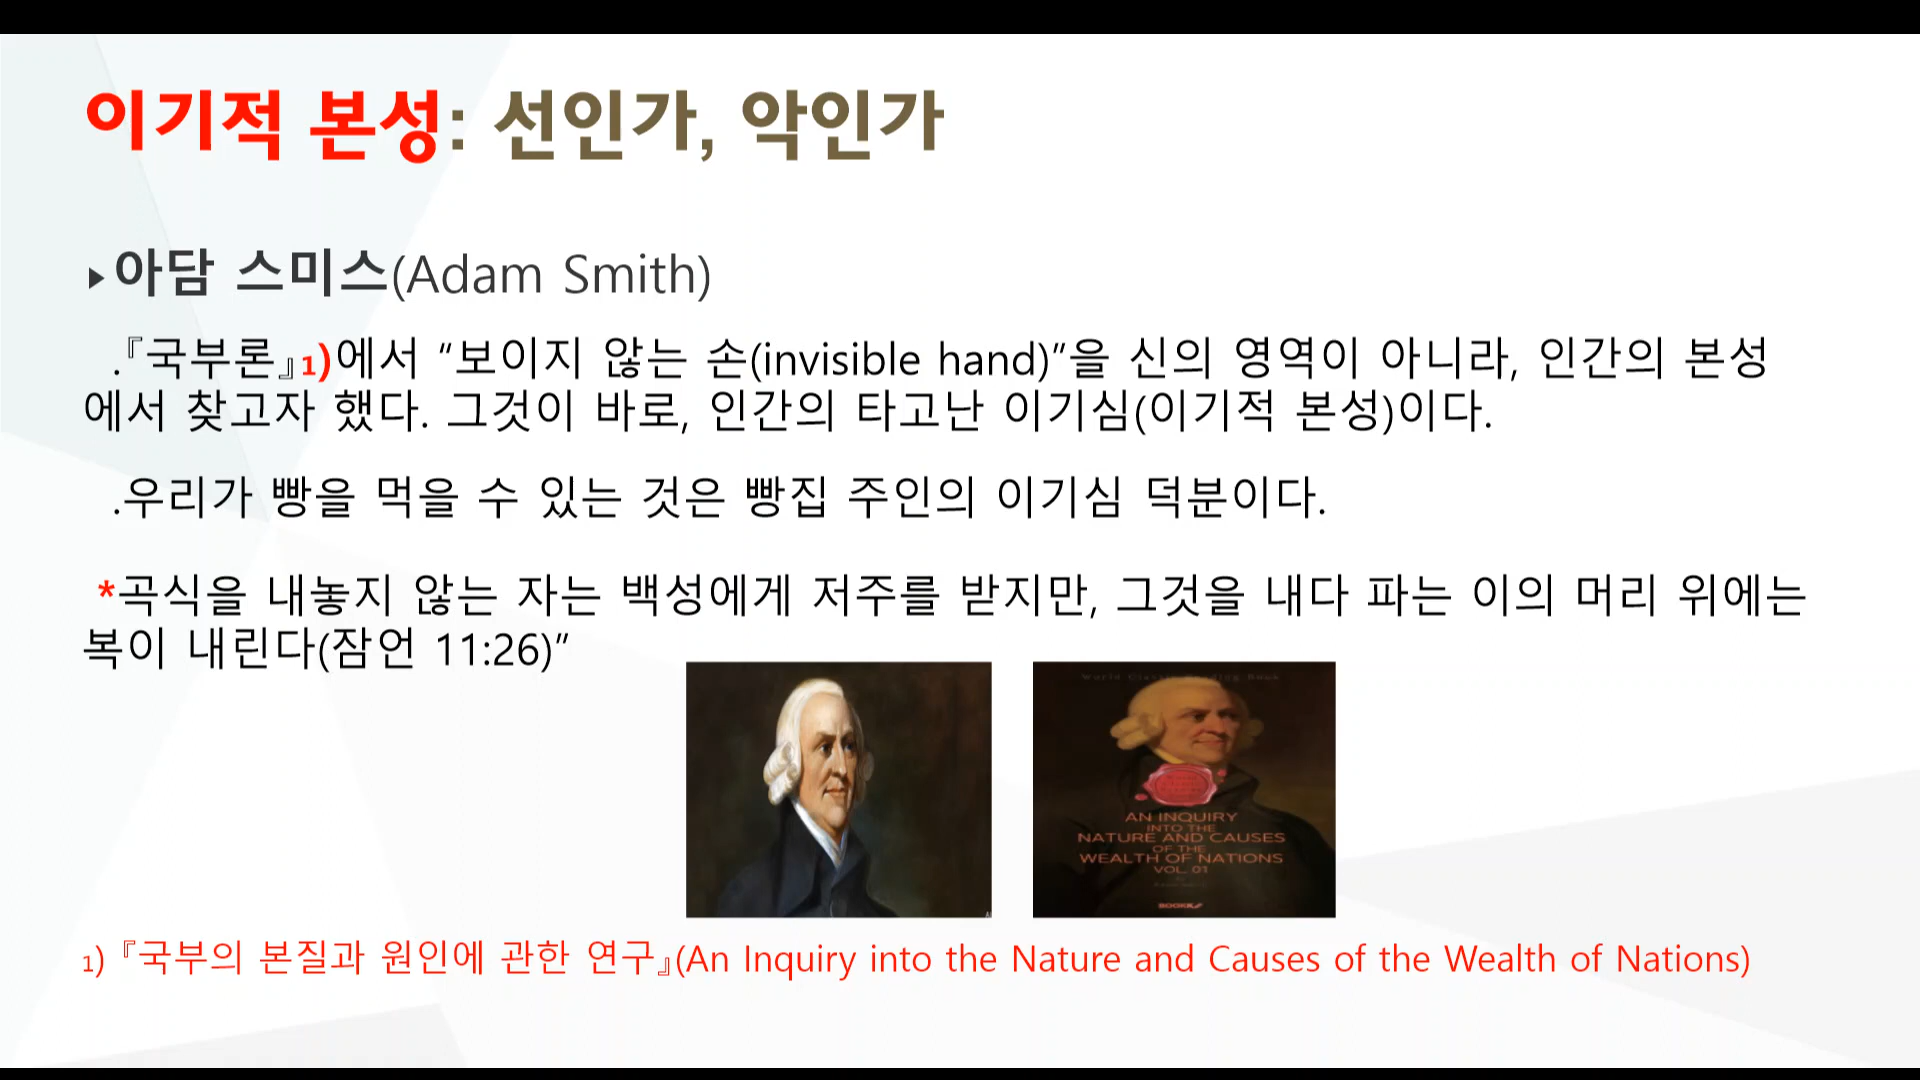 이기적 본성: 선인가, 악인가
▸아담 스미스(Adam Smith)
.『국부론』1)에서 “보이지 않는 손(invisible hand)”을 신의 영역이 아니라, 인간의 본성
에서 찾고자 했다. 그것이 바로, 인간의 타고난 이기심(이기적 본성)이다.
.우리가 빵을 먹을 수 있는 것은 빵집 주인의 이기심 덕분이다.
*곡식을 내놓지 않는 자는 백성에게 저주를 받지만, 그것을 내다 파는 이의 머리 위에는
복이 내린다(잠언 11:26)”
AN INQUIRY
INTO THE
NATURE AND CAUSES
OF THE
WEALTH OF NATIONS
VOL. 01
BOOKK
1)『국부의 본질과 원인에 관한 연구』(An Inquiry into the Nature and Causes of the Wealth of Nations)